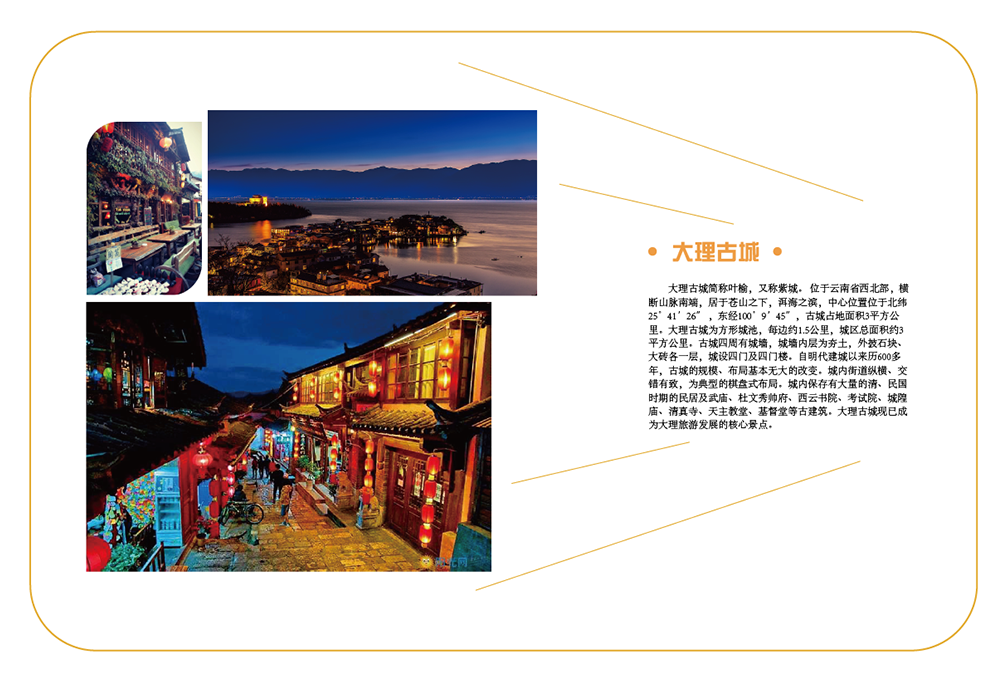 • 大理古城 •
大理古城简称叶榆，又称紫城。位于云南省西北部，横
断山脉南端，居于苍山之下，洱海之滨，中心位置位于北纬
25°41′26″，东经100°9′45″，古城占地面积3平方公
里。大理古城为方形城池，每边约1.5公里，城区总面积约3
平方公里。古城四周有城墙，城墙内层为夯土，外披石块、
大砖各一层，城设四门及四门楼。自明代建城以来历600多
年，古城的规模、布局基本无大的改变。城内街道纵横、交
错有致，为典型的棋盘式布局。城内保存有大量的清、民国
时期的民居及武庙、杜文秀帅府、西云书院、考试院、城隍
庙、清真寺、天主教堂、基督堂等古建筑。大理古城现已成
为大理旅游发展的核心景点。